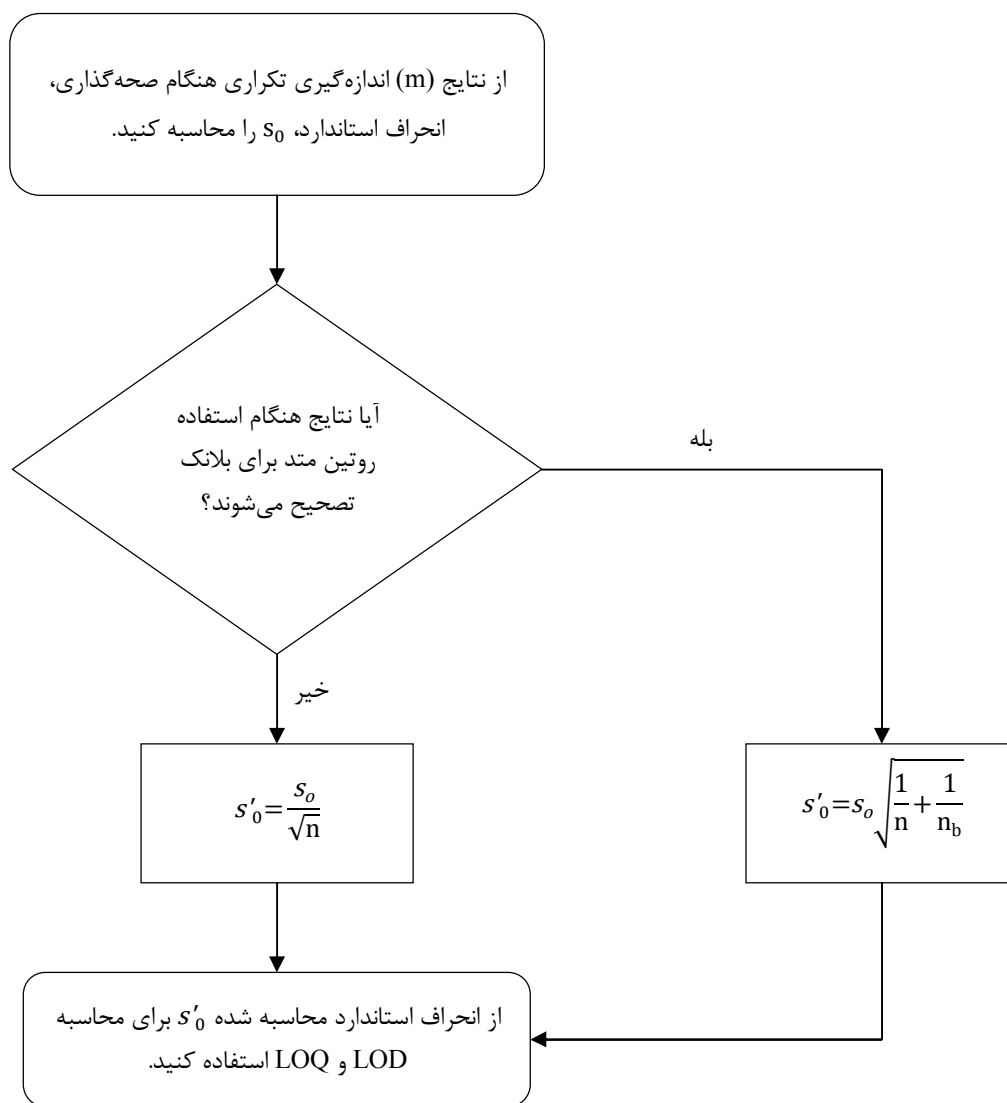 از نتایج (m) اندازه‌گیری تکراری هنگام صحه‌گذاری،
انحراف استاندارد، s₀ را محاسبه کنید.
آیا نتایج هنگام استفاده
روتین متد برای بلانک
تصحیح می‌شوند؟
بله
خیر
s′₀=sₒ/√n
s′₀=sₒ√(1/n+1/n_b)
از انحراف استاندارد محاسبه شده s′₀ برای محاسبه
LOD و LOQ استفاده کنید.